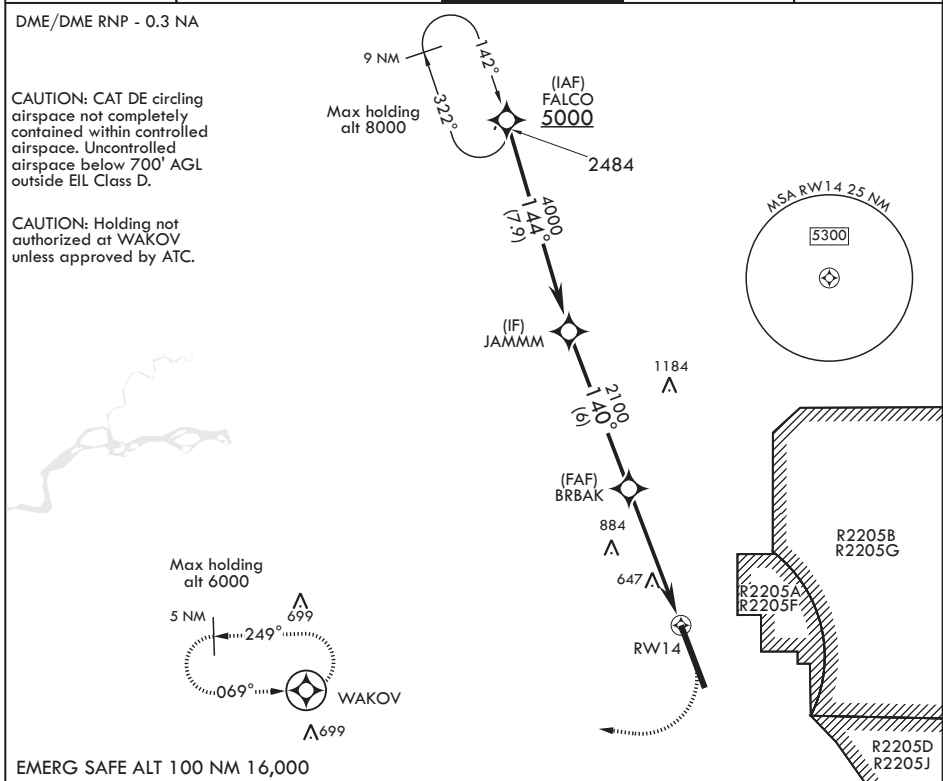 DME/DME RNP - 0.3 NA
CAUTION: CAT DE circling
airspace not completely
contained within controlled
airspace. Uncontrolled
airspace below 700' AGL
outside EIL Class D.
CAUTION: Holding not
authorized at WAKOV
unless approved by ATC.
9 NM
142°
322°
Max holding
alt 8000
(IAF)
FALCO
5000
2484
4000
144°
(7.9)
MSA RW14 25 NM
5300
(IF)
JAMMM
1184
2100
140°
(6)
(FAF)
BRBAK
884
647
RW14
R2205B
R2205G
R2205A
R2205F
R2205D
R2205J
Max holding
alt 6000
5 NM
699
249°
069°
WAKOV
699
EMERG SAFE ALT 100 NM 16,000